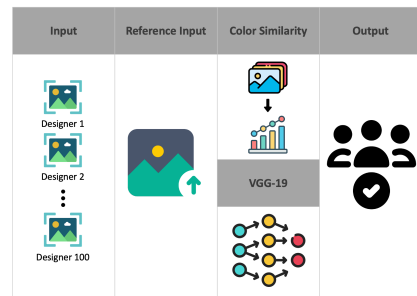 Input
Reference Input
Color Similarity
Output
Designer 1
Designer 2
Designer 100
VGG-19